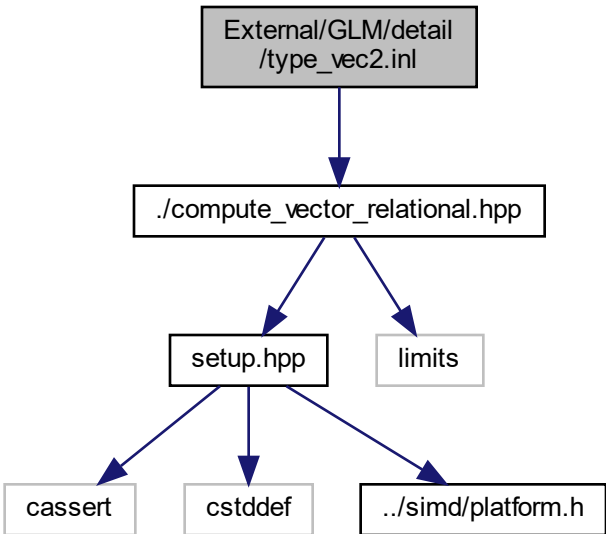 External/GLM/detail
/type_vec2.inl
./compute_vector_relational.hpp
setup.hpp
limits
cassert
cstddef
../simd/platform.h